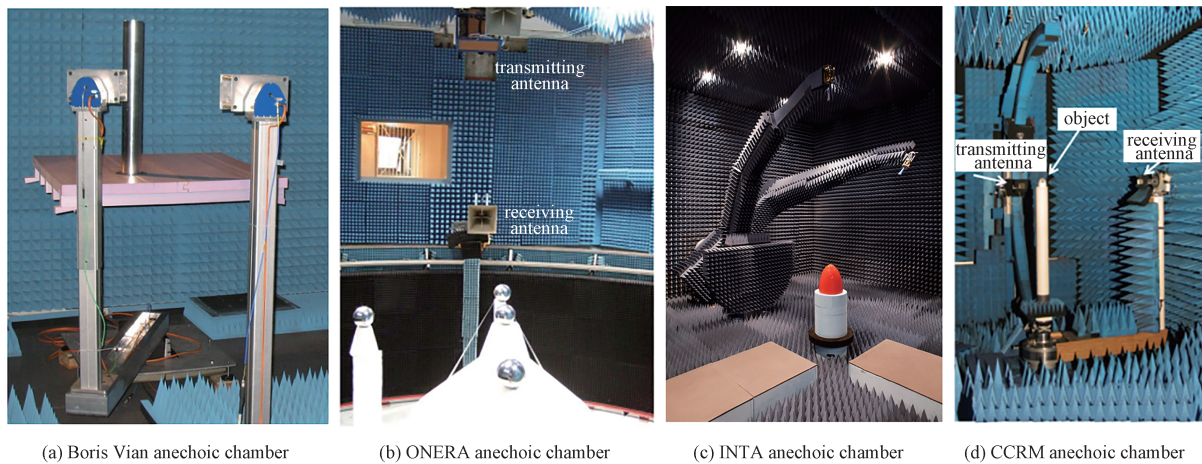 transmitting
antenna
receiving
antenna
object
transmitting
antenna
receiving
antenna
(a) Boris Vian anechoic chamber
(b) ONERA anechoic chamber
(c) INTA anechoic chamber
(d) CCRM anechoic chamber